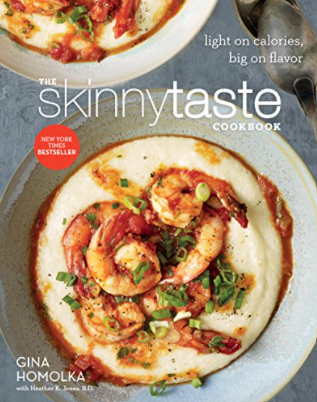 light on calories,
big on flavor
THE
skinnytaste
COOKBOOK
NEW YORK
TIMES
BESTSELLER
GINA
HOMOLKA
with Heather K. Jones, R.D.